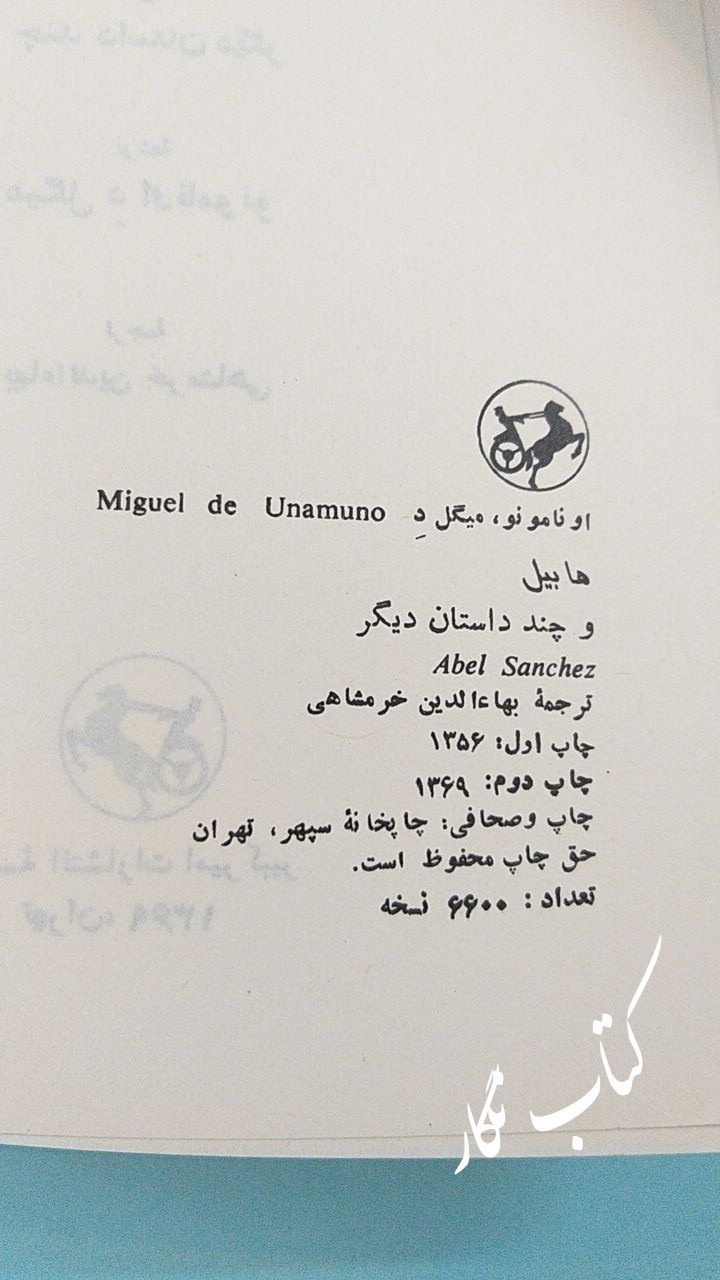 اونامونو، میگل دِ Miguel de Unamuno
هابیل
و چند داستان دیگر
Abel Sanchez
ترجمهٔ بهاءالدین خرمشاهی
چاپ اول: ۱۳۵۶
چاپ دوم: ۱۳۶۹
چاپ وصحافی: چاپخانهٔ سپهر، تهران
حق چاپ محفوظ است.
تعداد: ۶۶۰۰ نسخه
کتاب نگار